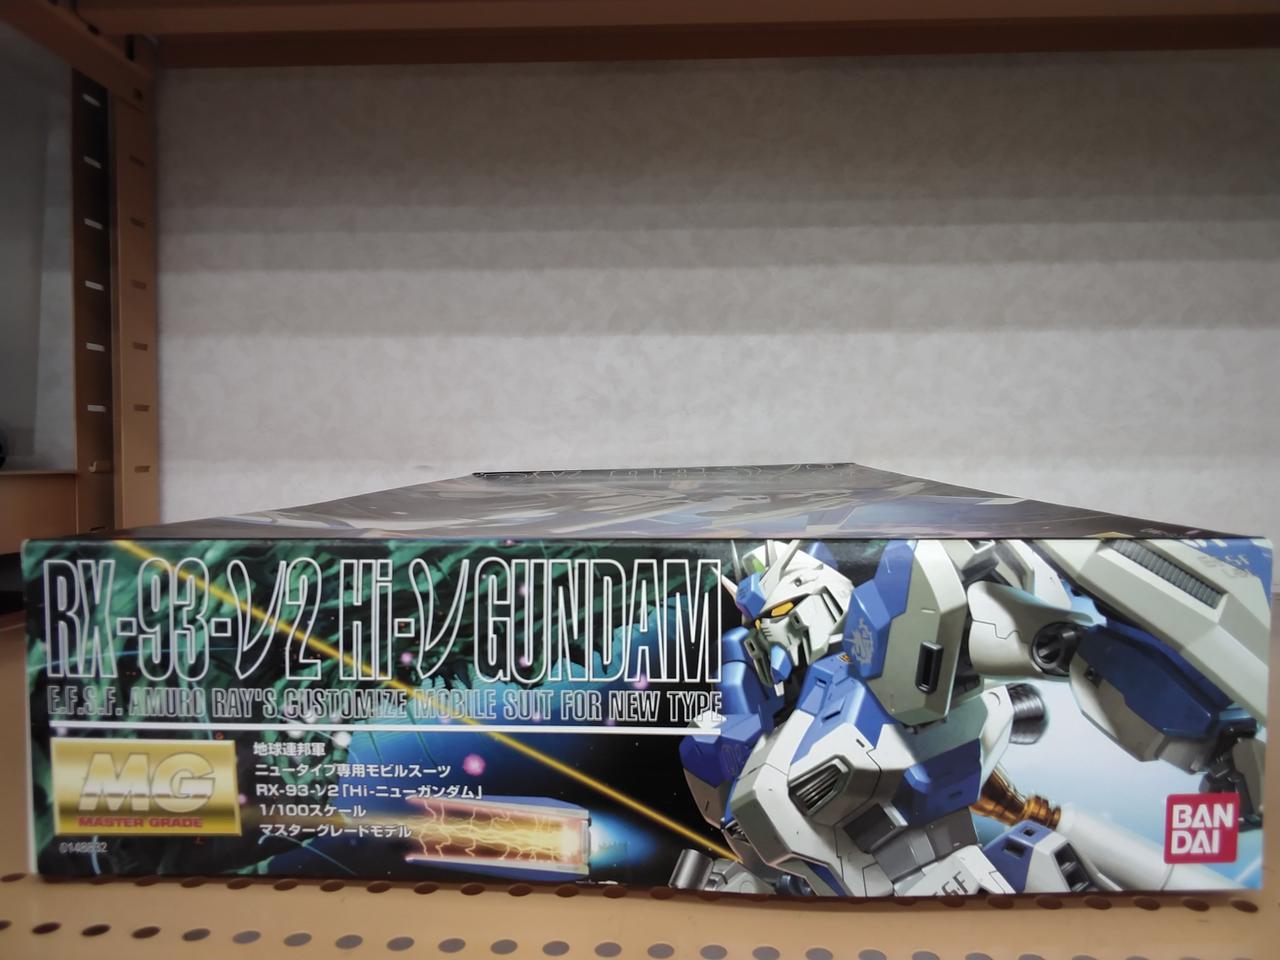 RX-93-ν2 Hi-ν GUNDAM
E.F.S.F. AMURO RAY'S CUSTOMIZE MOBILE SUIT FOR NEW TYPE
MG
MASTER GRADE
地球連邦軍
ニュータイプ専用モビルスーツ
RX-93-ν2「Hi-ニューガンダム」
1/100スケール
マスターグレードモデル
BAN
DAI